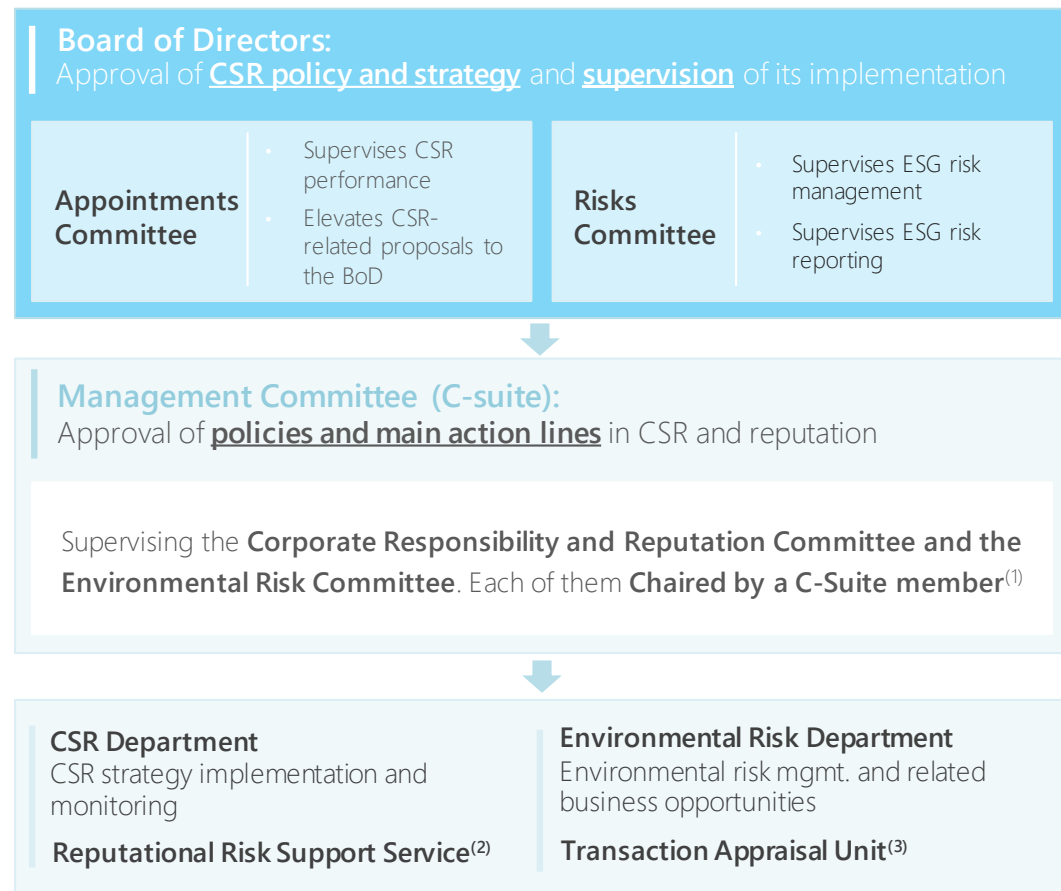 Board of Directors:
Approval of CSR policy and strategy and supervision of its implementation
Appointments
Committee
• Supervises CSR
performance
• Elevates CSR-
related proposals to
the BoD
Risks
Committee
• Supervises ESG risk
management
• Supervises ESG risk
reporting
Management Committee (C-suite):
Approval of policies and main action lines in CSR and reputation
Supervising the Corporate Responsibility and Reputation Committee and the
Environmental Risk Committee. Each of them Chaired by a C-Suite member(1)
CSR Department
CSR strategy implementation and
monitoring
Reputational Risk Support Service(2)
Environmental Risk Department
Environmental risk mgmt. and related
business opportunities
Transaction Appraisal Unit(3)